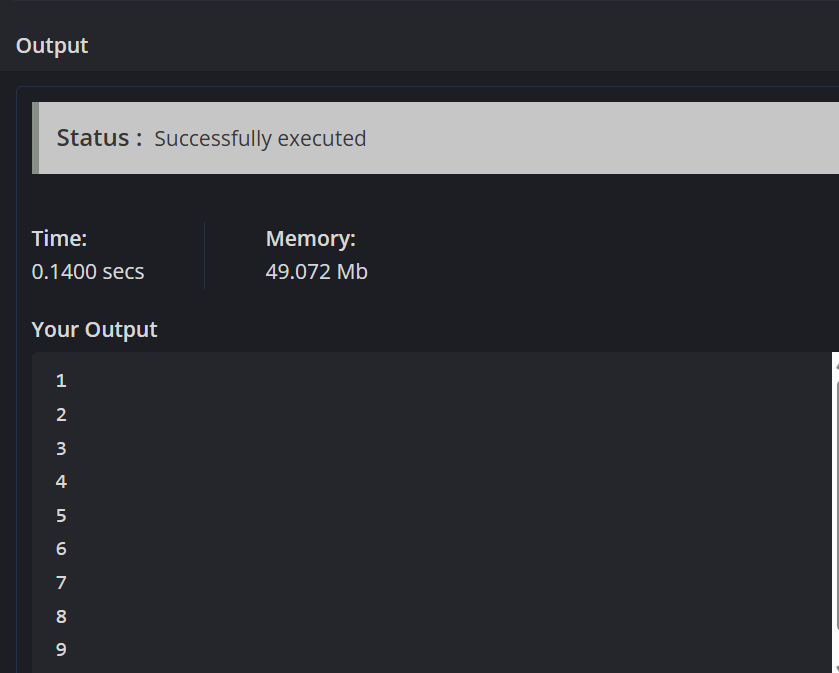 Output
Status : Successfully executed
Time: Memory:
0.1400 secs 49.072 Mb
Your Output
1
2
3
4
5
6
7
8
9